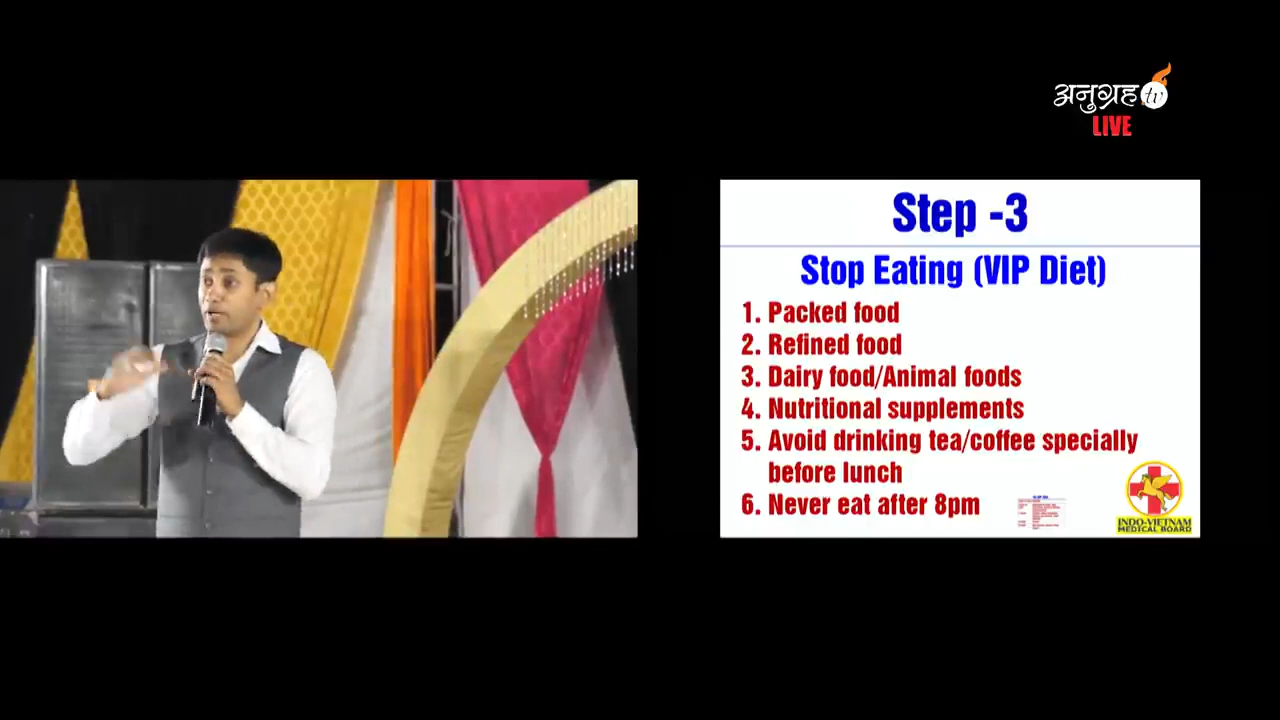 अनुग्रह tv
LIVE
Step -3
Stop Eating (VIP Diet)
1. Packed food
2. Refined food
3. Dairy food/Animal foods
4. Nutritional supplements
5. Avoid drinking tea/coffee specially
before lunch
6. Never eat after 8pm
INDO-VIETNAM
MEDICAL BOARD